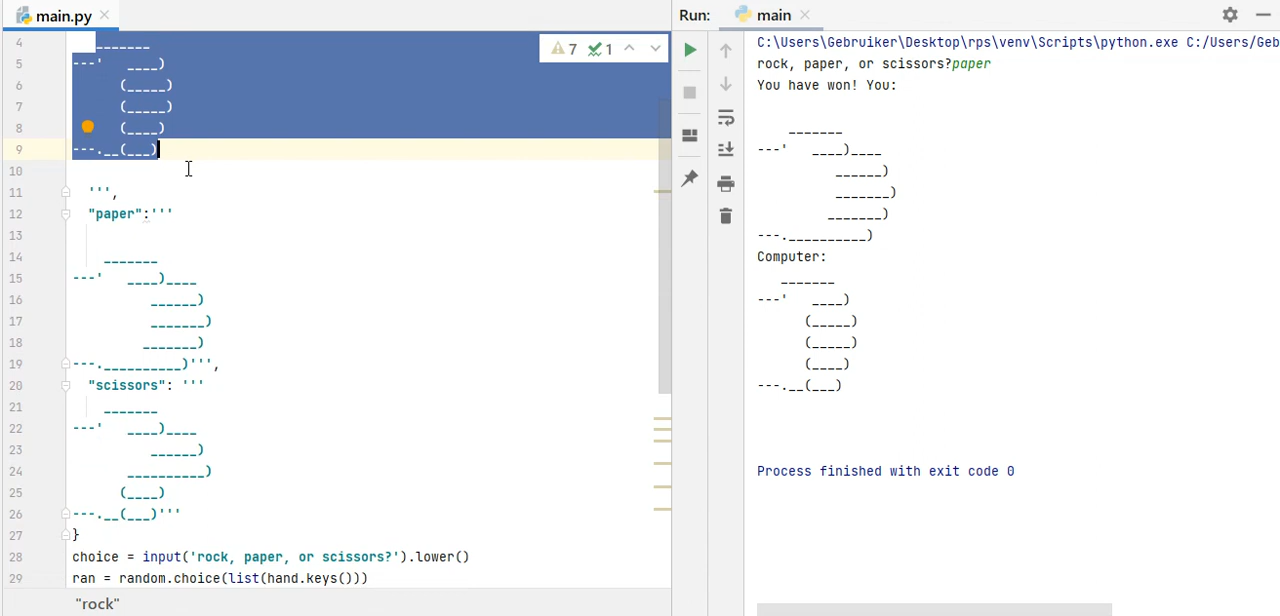 main.py
7 1
4     _______
5 ---'   ____)
6       (_____)
7       (_____)
8       (____)
9 ---.__(___)
10
11   ''',
12   "paper":'''
13
14     _______
15 ---'   ____)____
16           ______)
17           _______)
18          _______)
19 ---.__________)''',
20   "scissors": '''
21     _______
22 ---'   ____)____
23           ______)
24        __________)
25       (____)
26 ---.__(___)'''
27 }
28 choice = input('rock, paper, or scissors?').lower()
29 ran = random.choice(list(hand.keys()))
"rock"
Run: main
C:\Users\Gebruiker\Desktop\rps\venv\Scripts\python.exe C:/Users/Geb
rock, paper, or scissors?paper
You have won! You:
    _______
---'   ____)____
          ______)
          _______)
         _______)
---.__________)
Computer:
   _______
---'   ____)
      (_____)
      (_____)
      (____)
---.__(___)
Process finished with exit code 0